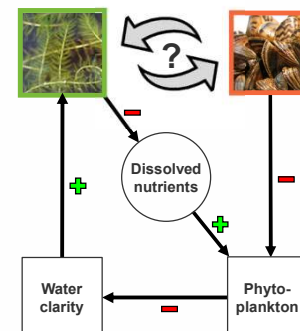 ?
Dissolved
nutrients
Water
clarity
Phyto-
plankton